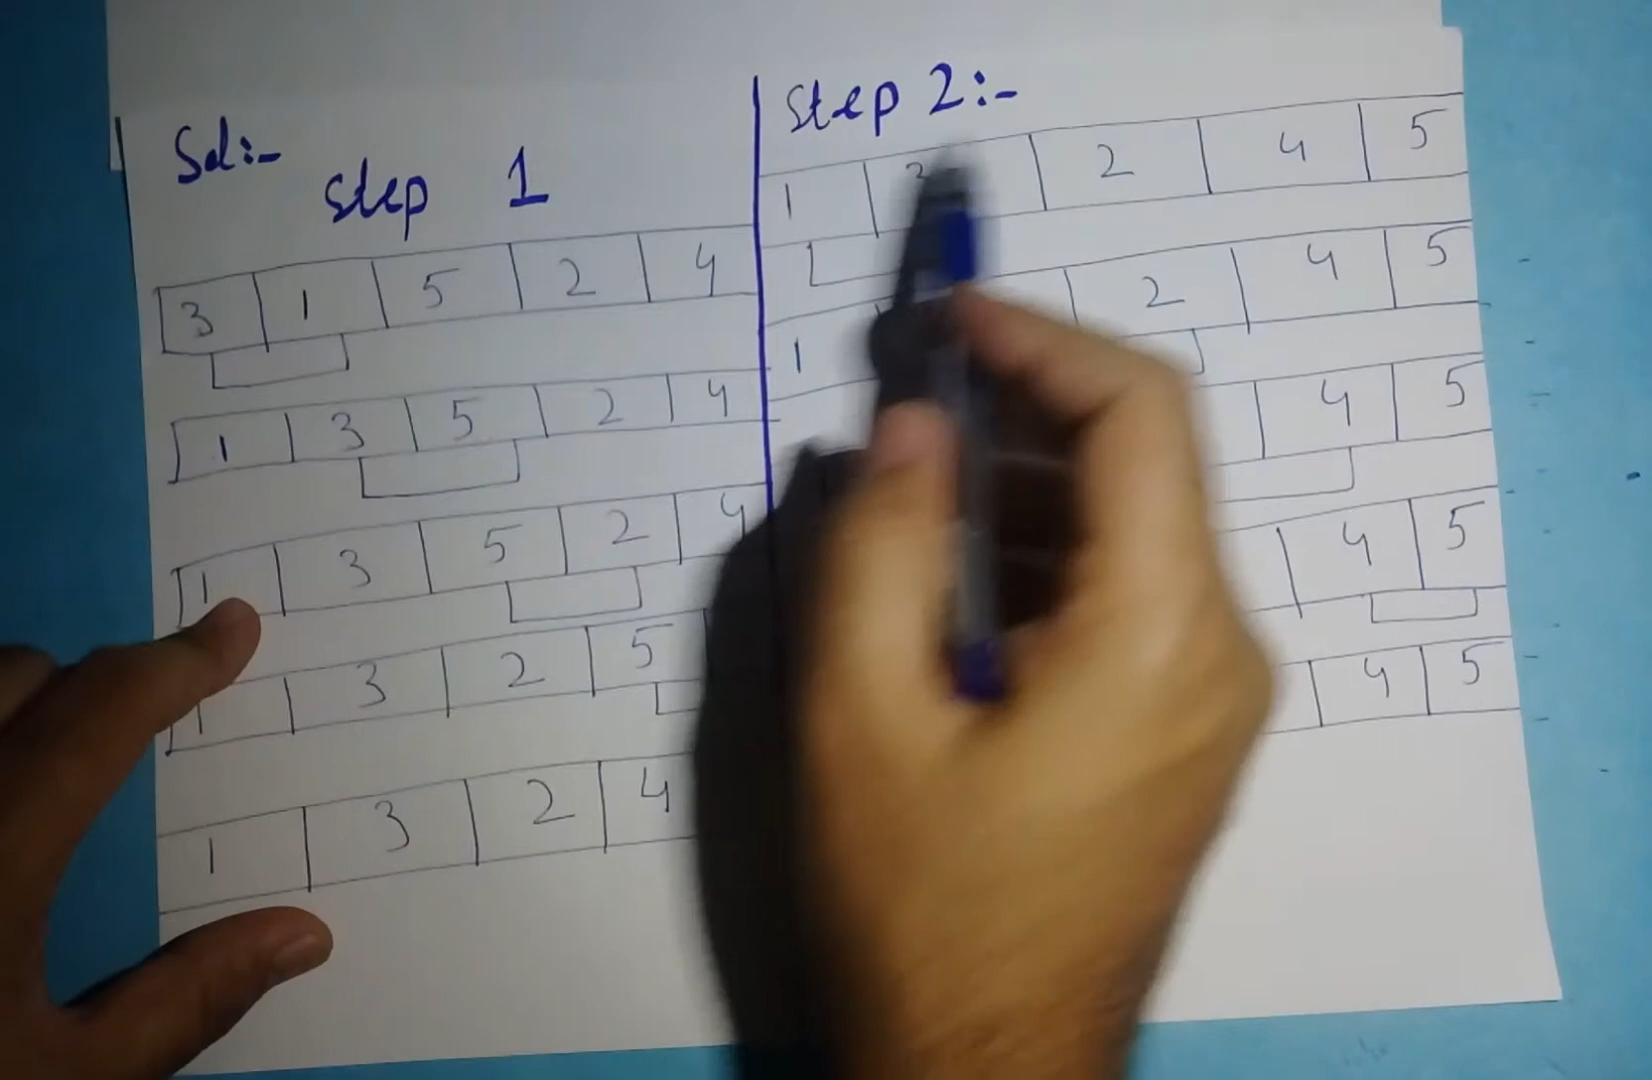 Sol:-
Step 1
3 1 5 2 4
1 3 5 2 4
1 3 5 2 4
1 3 2 5
1 3 2 4
Step 2:-
1 3 2 4 5
1 2 4 5
4 5
4 5
4 5